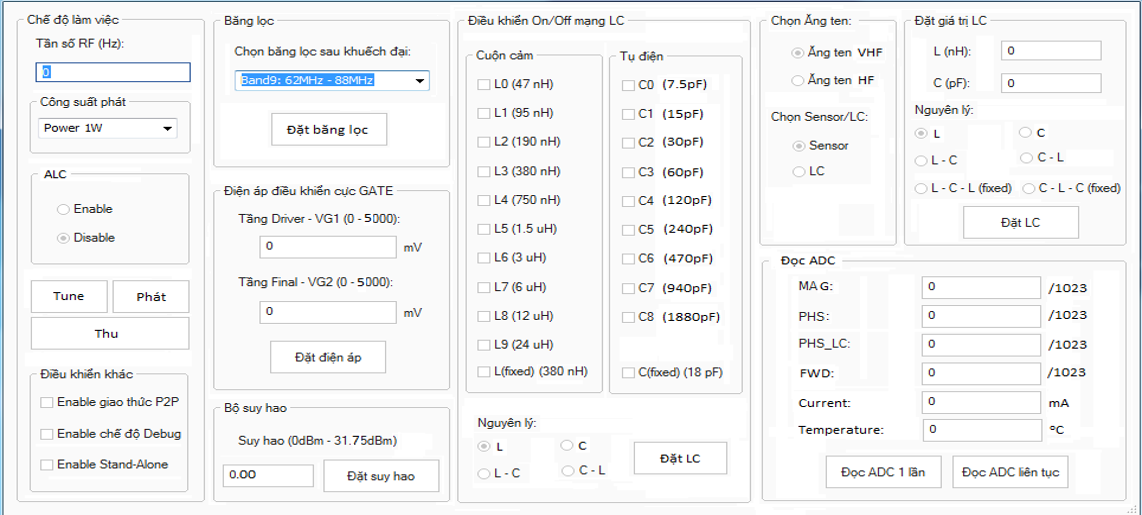 Chế độ làm việc
Tần số RF (Hz):
0
Công suất phát
Power 1W
ALC
Enable
Disable
Tune
Phát
Thu
Điều khiển khác
Enable giao thức P2P
Enable chế độ Debug
Enable Stand-Alone
Băng lọc
Chọn băng lọc sau khuếch đại:
Band9: 62MHz - 88MHz
Đặt băng lọc
Điện áp điều khiển cực GATE
Tầng Driver - VG1 (0 - 5000):
0 mV
Tầng Final - VG2 (0 - 5000):
0 mV
Đặt điện áp
Bộ suy hao
Suy hao (0dBm - 31.75dBm)
0.00
Đặt suy hao
Điều khiển On/Off mạng LC
Cuộn cảm
L0 (47 nH)
L1 (95 nH)
L2 (190 nH)
L3 (380 nH)
L4 (750 nH)
L5 (1.5 uH)
L6 (3 uH)
L7 (6 uH)
L8 (12 uH)
L9 (24 uH)
L(fixed) (380 nH)
Tụ điện
C0 (7.5pF)
C1 (15pF)
C2 (30pF)
C3 (60pF)
C4 (120pF)
C5 (240pF)
C6 (470pF)
C7 (940pF)
C8 (1880pF)
C(fixed) (18 pF)
Nguyên lý:
L
C
L - C
C - L
Đặt LC
Chọn Ăng ten:
Ăng ten VHF
Ăng ten HF
Chọn Sensor/LC:
Sensor
LC
Đặt giá trị LC
L (nH): 0
C (pF): 0
Nguyên lý:
L
C
L - C
C - L
L - C - L (fixed)
C - L - C (fixed)
Đặt LC
Đọc ADC
MAG: 0 /1023
PHS: 0 /1023
PHS_LC: 0 /1023
FWD: 0 /1023
Current: 0 mA
Temperature: 0 ºC
Đọc ADC 1 lần
Đọc ADC liên tục